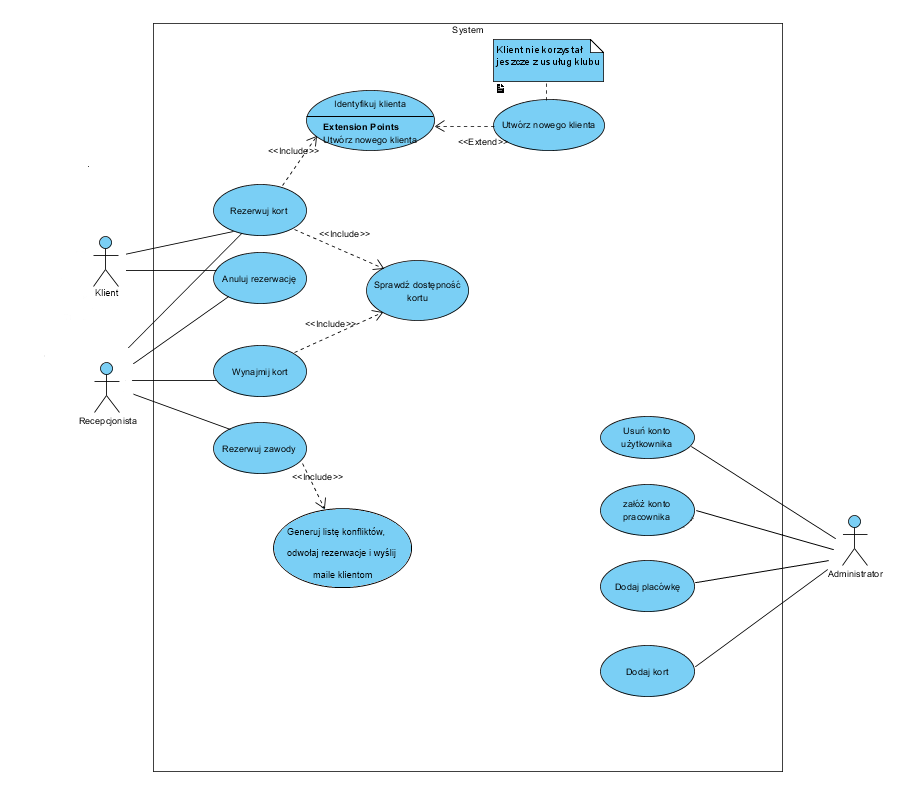 System
Klient nie korzystał
jeszcze z usług klubu
Identyfikuj klienta
Extension Points
Utwórz nowego klienta
Utwórz nowego klienta
<<Extend>>
<<Include>>
Rezerwuj kort
<<Include>>
Klient
Anuluj rezerwację
Sprawdź dostępność
kortu
<<Include>>
Wynajmij kort
Recepcjonista
Rezerwuj zawody
<<Include>>
Generuj listę konfliktów,
odwołaj rezerwacje i wyślij
maile klientom
Usuń konto
użytkownika
załóź konto
pracownika
Administrator
Dodaj placówkę
Dodaj kort